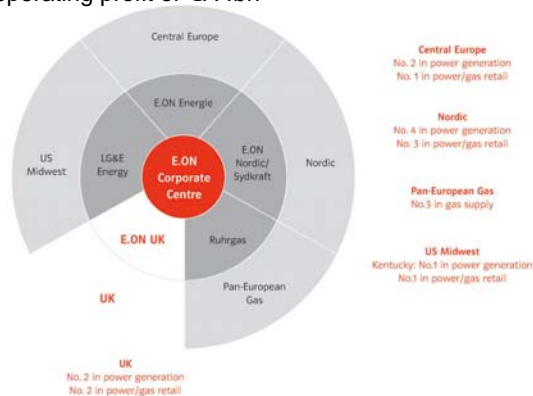 Central Europe
E.ON Energie
US
Midwest
LG&E
Energy
E.ON
Corporate
Centre
E.ON
Nordic/
Sydkraft
Nordic
E.ON UK
Ruhrgas
UK
Pan-European
Gas
UK
No. 2 in power generation
No. 2 in power/gas retail
Central Europe
No. 2 in power generation
No. 1 in power/gas retail
Nordic
No. 4 in power generation
No. 3 in power/gas retail
Pan-European Gas
No.3 in gas supply
US Midwest
Kentucky: No.1 in power generation
No.1 in power/gas retail